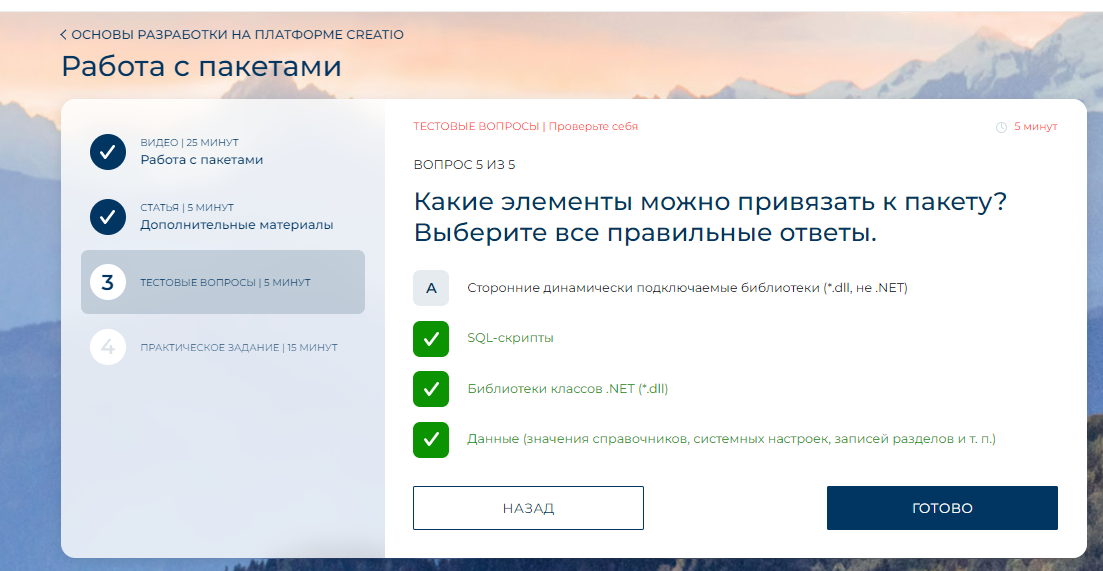 < ОСНОВЫ РАЗРАБОТКИ НА ПЛАТФОРМЕ CREATIO
Работа с пакетами
ВИДЕО | 25 МИНУТ
Работа с пакетами
СТАТЬЯ | 5 МИНУТ
Дополнительные материалы
3 ТЕСТОВЫЕ ВОПРОСЫ | 5 МИНУТ
4 ПРАКТИЧЕСКОЕ ЗАДАНИЕ | 15 МИНУТ
ТЕСТОВЫЕ ВОПРОСЫ | Проверьте себя
5 минут
ВОПРОС 5 ИЗ 5
Какие элементы можно привязать к пакету?
Выберите все правильные ответы.
A Сторонние динамически подключаемые библиотеки (*.dll, не .NET)
SQL-скрипты
Библиотеки классов .NET (*.dll)
Данные (значения справочников, системных настроек, записей разделов и т. п.)
НАЗАД
ГОТОВО